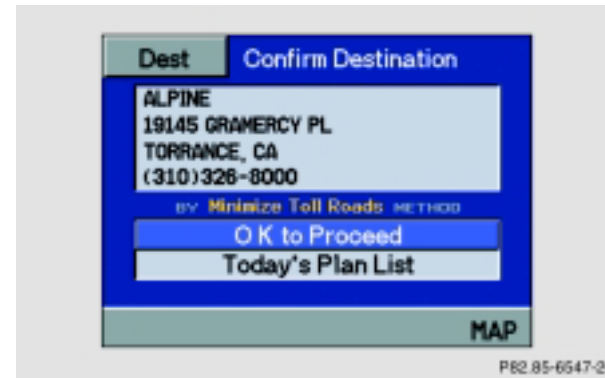 Dest Confirm Destination
ALPINE
19145 GRAMERCY PL
TORRANCE, CA
(310)326-8000
BY Minimize Toll Roads METHOD
OK to Proceed
Today's Plan List
MAP
P82.85-6547-2